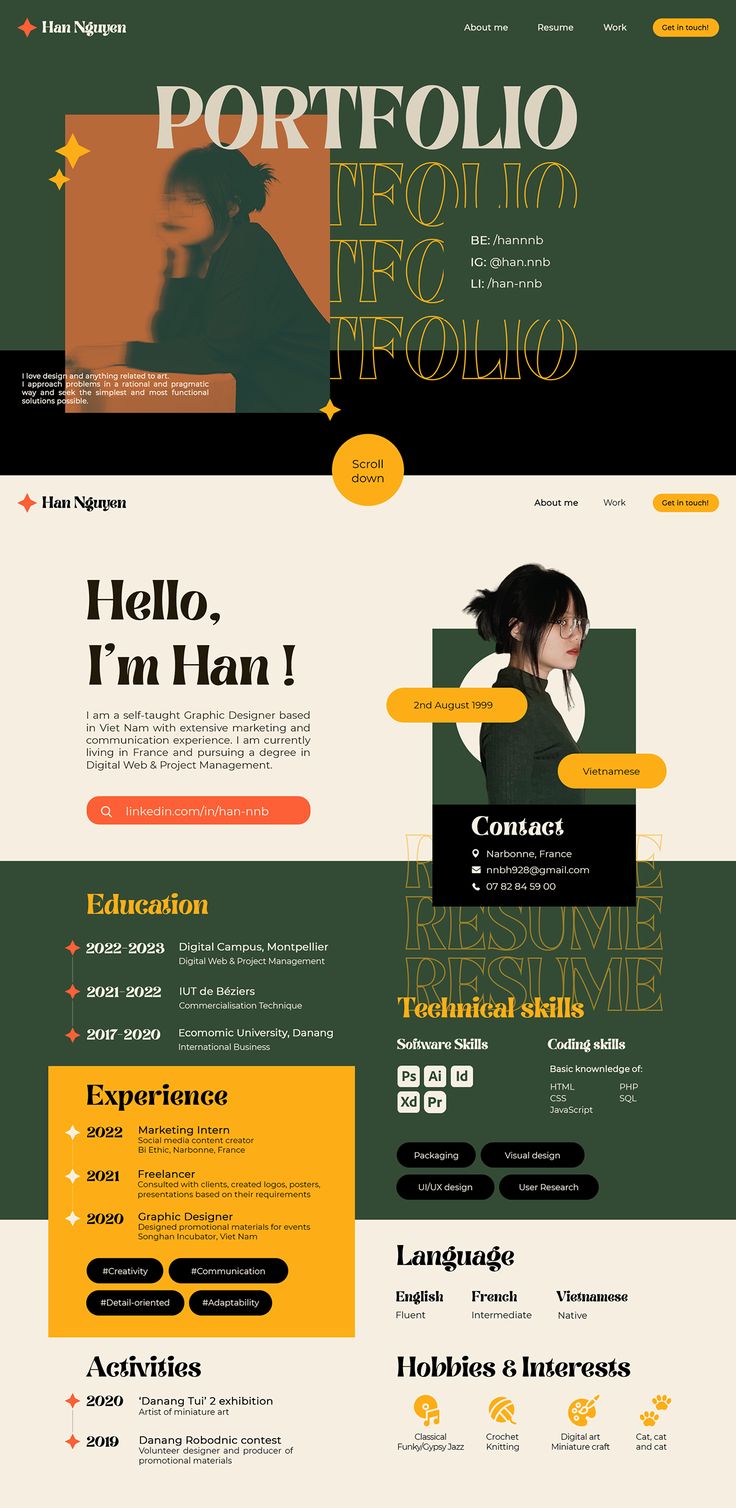 Han Nguyen
About me
Resume
Work
Get in touch!
PORTFOLIO
TFOLIO
TFO
TFOLIO
BE: /hannnb
IG: @han.nnb
LI: /han-nnb
I love design and anything related to art.
I approach problems in a rational and pragmatic
way and seek the simplest and most functional
solutions possible.
Scroll
down
Han Nguyen
About me
Work
Get in touch!
Hello,
I'm Han !
I am a self-taught Graphic Designer based
in Viet Nam with extensive marketing and
communication experience. I am currently
living in France and pursuing a degree in
Digital Web & Project Management.
linkedin.com/in/han-nnb
2nd August 1999
Vietnamese
Contact
Narbonne, France
nnbh928@gmail.com
07 82 84 59 00
RESUME
RESUME
Education
2022-2023
Digital Campus, Montpellier
Digital Web & Project Management
2021-2022
IUT de Béziers
Commercialisation Technique
2017-2020
Ecomomic University, Danang
International Business
Experience
2022
Marketing Intern
Social media content creator
Bi Ethic, Narbonne, France
2021
Freelancer
Consulted with clients, created logos, posters,
presentations based on their requirements
2020
Graphic Designer
Designed promotional materials for events
Songhan Incubator, Viet Nam
#Creativity
#Communication
#Detail-oriented
#Adaptability
Activities
2020
'Danang Tui' 2 exhibition
Artist of miniature art
2019
Danang Robodnic contest
Volunteer designer and producer of
promotional materials
Technical skills
Software Skills
Ps Ai Id
Xd Pr
Coding skills
Basic knownledge of:
HTML PHP
CSS SQL
JavaScript
Packaging
Visual design
UI/UX design
User Research
Language
English French Vietnamese
Fluent Intermediate Native
Hobbies & Interests
Classical
Funky/Gypsy Jazz
Crochet
Knitting
Digital art
Miniature craft
Cat, cat
and cat